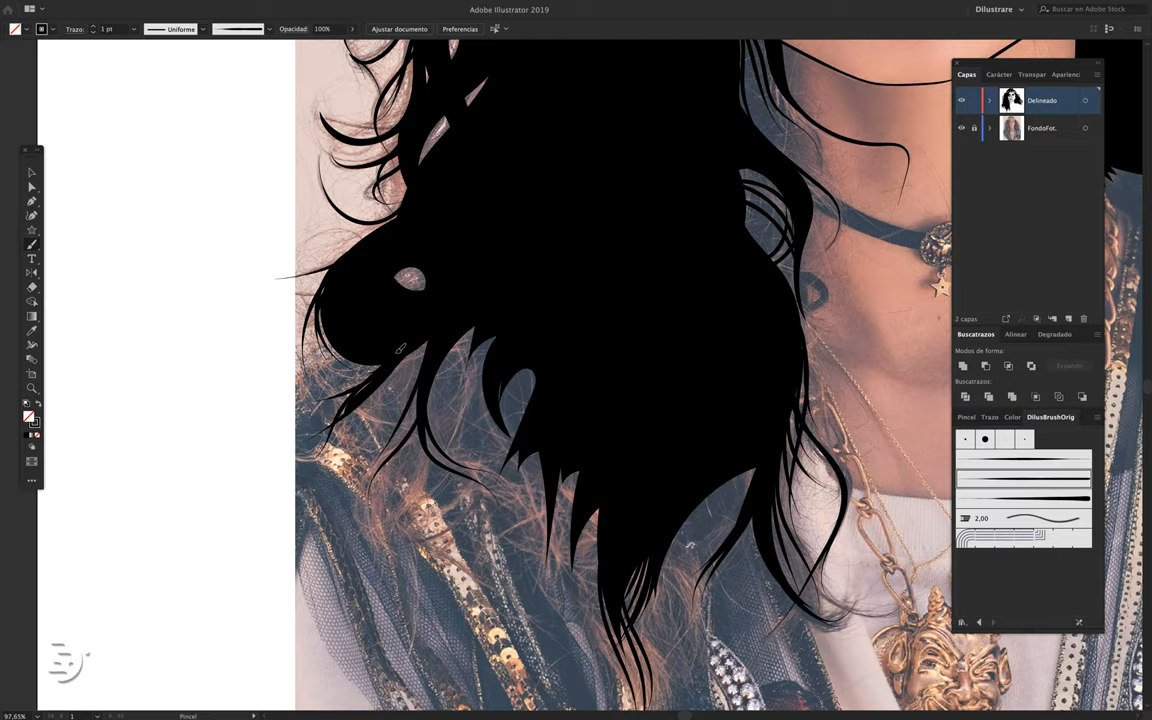 Adobe Illustrator 2019
Dilustrare
Buscar en Adobe Stock
Trazo:
1 pt
Uniforme
Opacidad:
100%
Ajustar documento
Preferencias
Capas
Carácter
Transpar
Aparienci
Delineado
FondoFot.
2 capas
Buscatrazos
Alinear
Degradado
Modos de forma:
Expandir
Buscatrazos:
Pincel
Trazo
Color
DilusBrushOrig
2,00
97,65%
1
Pincel